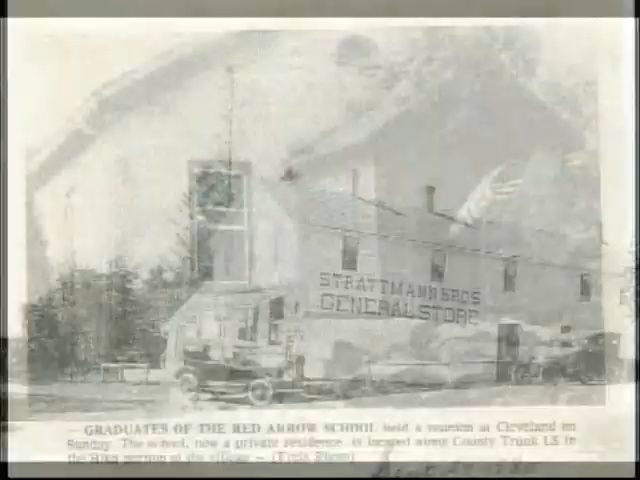 STRATTMANN BROS
GENERAL STORE
— GRADUATES OF THE RED ARROW SCHOOL held a reunion at Cleveland on
Sunday. The school, now a private residence, is located along County Trunk LS in
the portion of the village — (